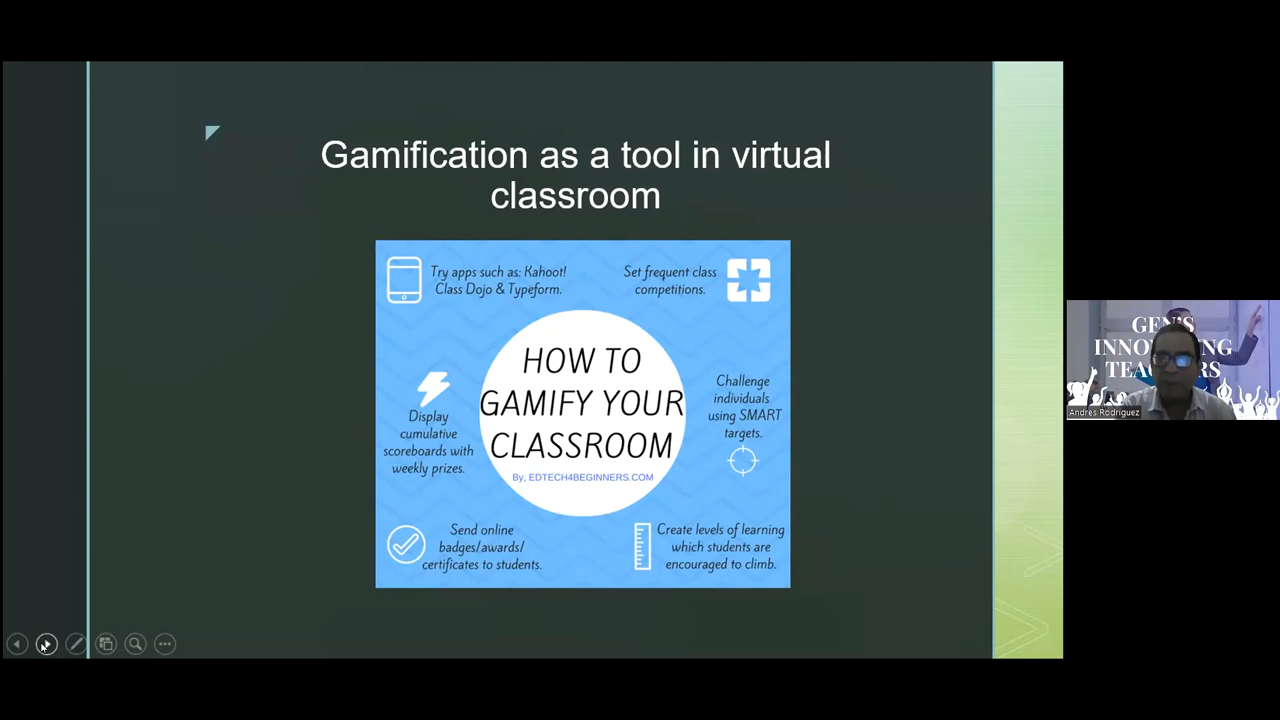 Gamification as a tool in virtual
classroom
Try apps such as: Kahoot!
Class Dojo & Typeform.
Set frequent class
competitions.
HOW TO
GAMIFY YOUR
CLASSROOM
By, EDTECH4BEGINNERS.COM
Display
cumulative
scoreboards with
weekly prizes.
Challenge
individuals
using SMART
targets.
Send online
badges/awards/
certificates to students.
Create levels of learning
which students are
encouraged to climb.
GEN'S
Andres Rodriguez